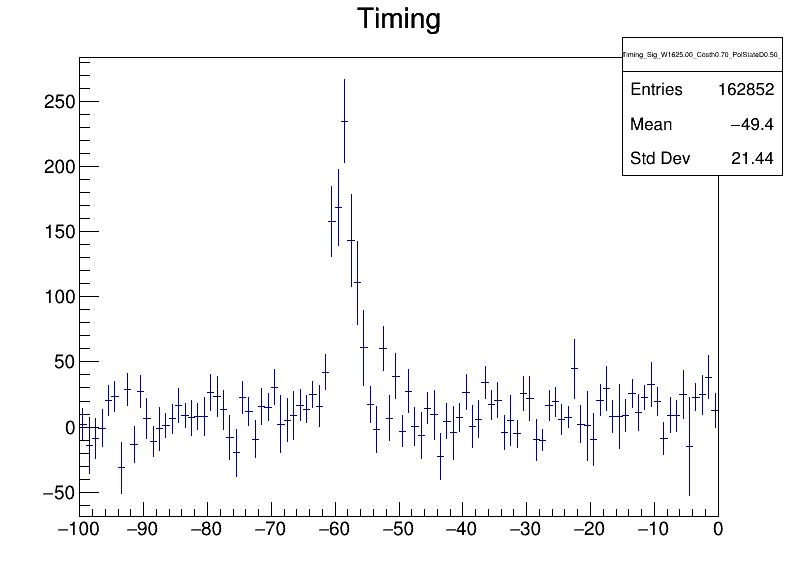 Timing
Timing_Sig_W1625.00_Costh0.70_PolStateD0.50_
Entries 162852
Mean −49.4
Std Dev 21.44
250
200
150
100
50
0
−50
−100 −90 −80 −70 −60 −50 −40 −30 −20 −10 0